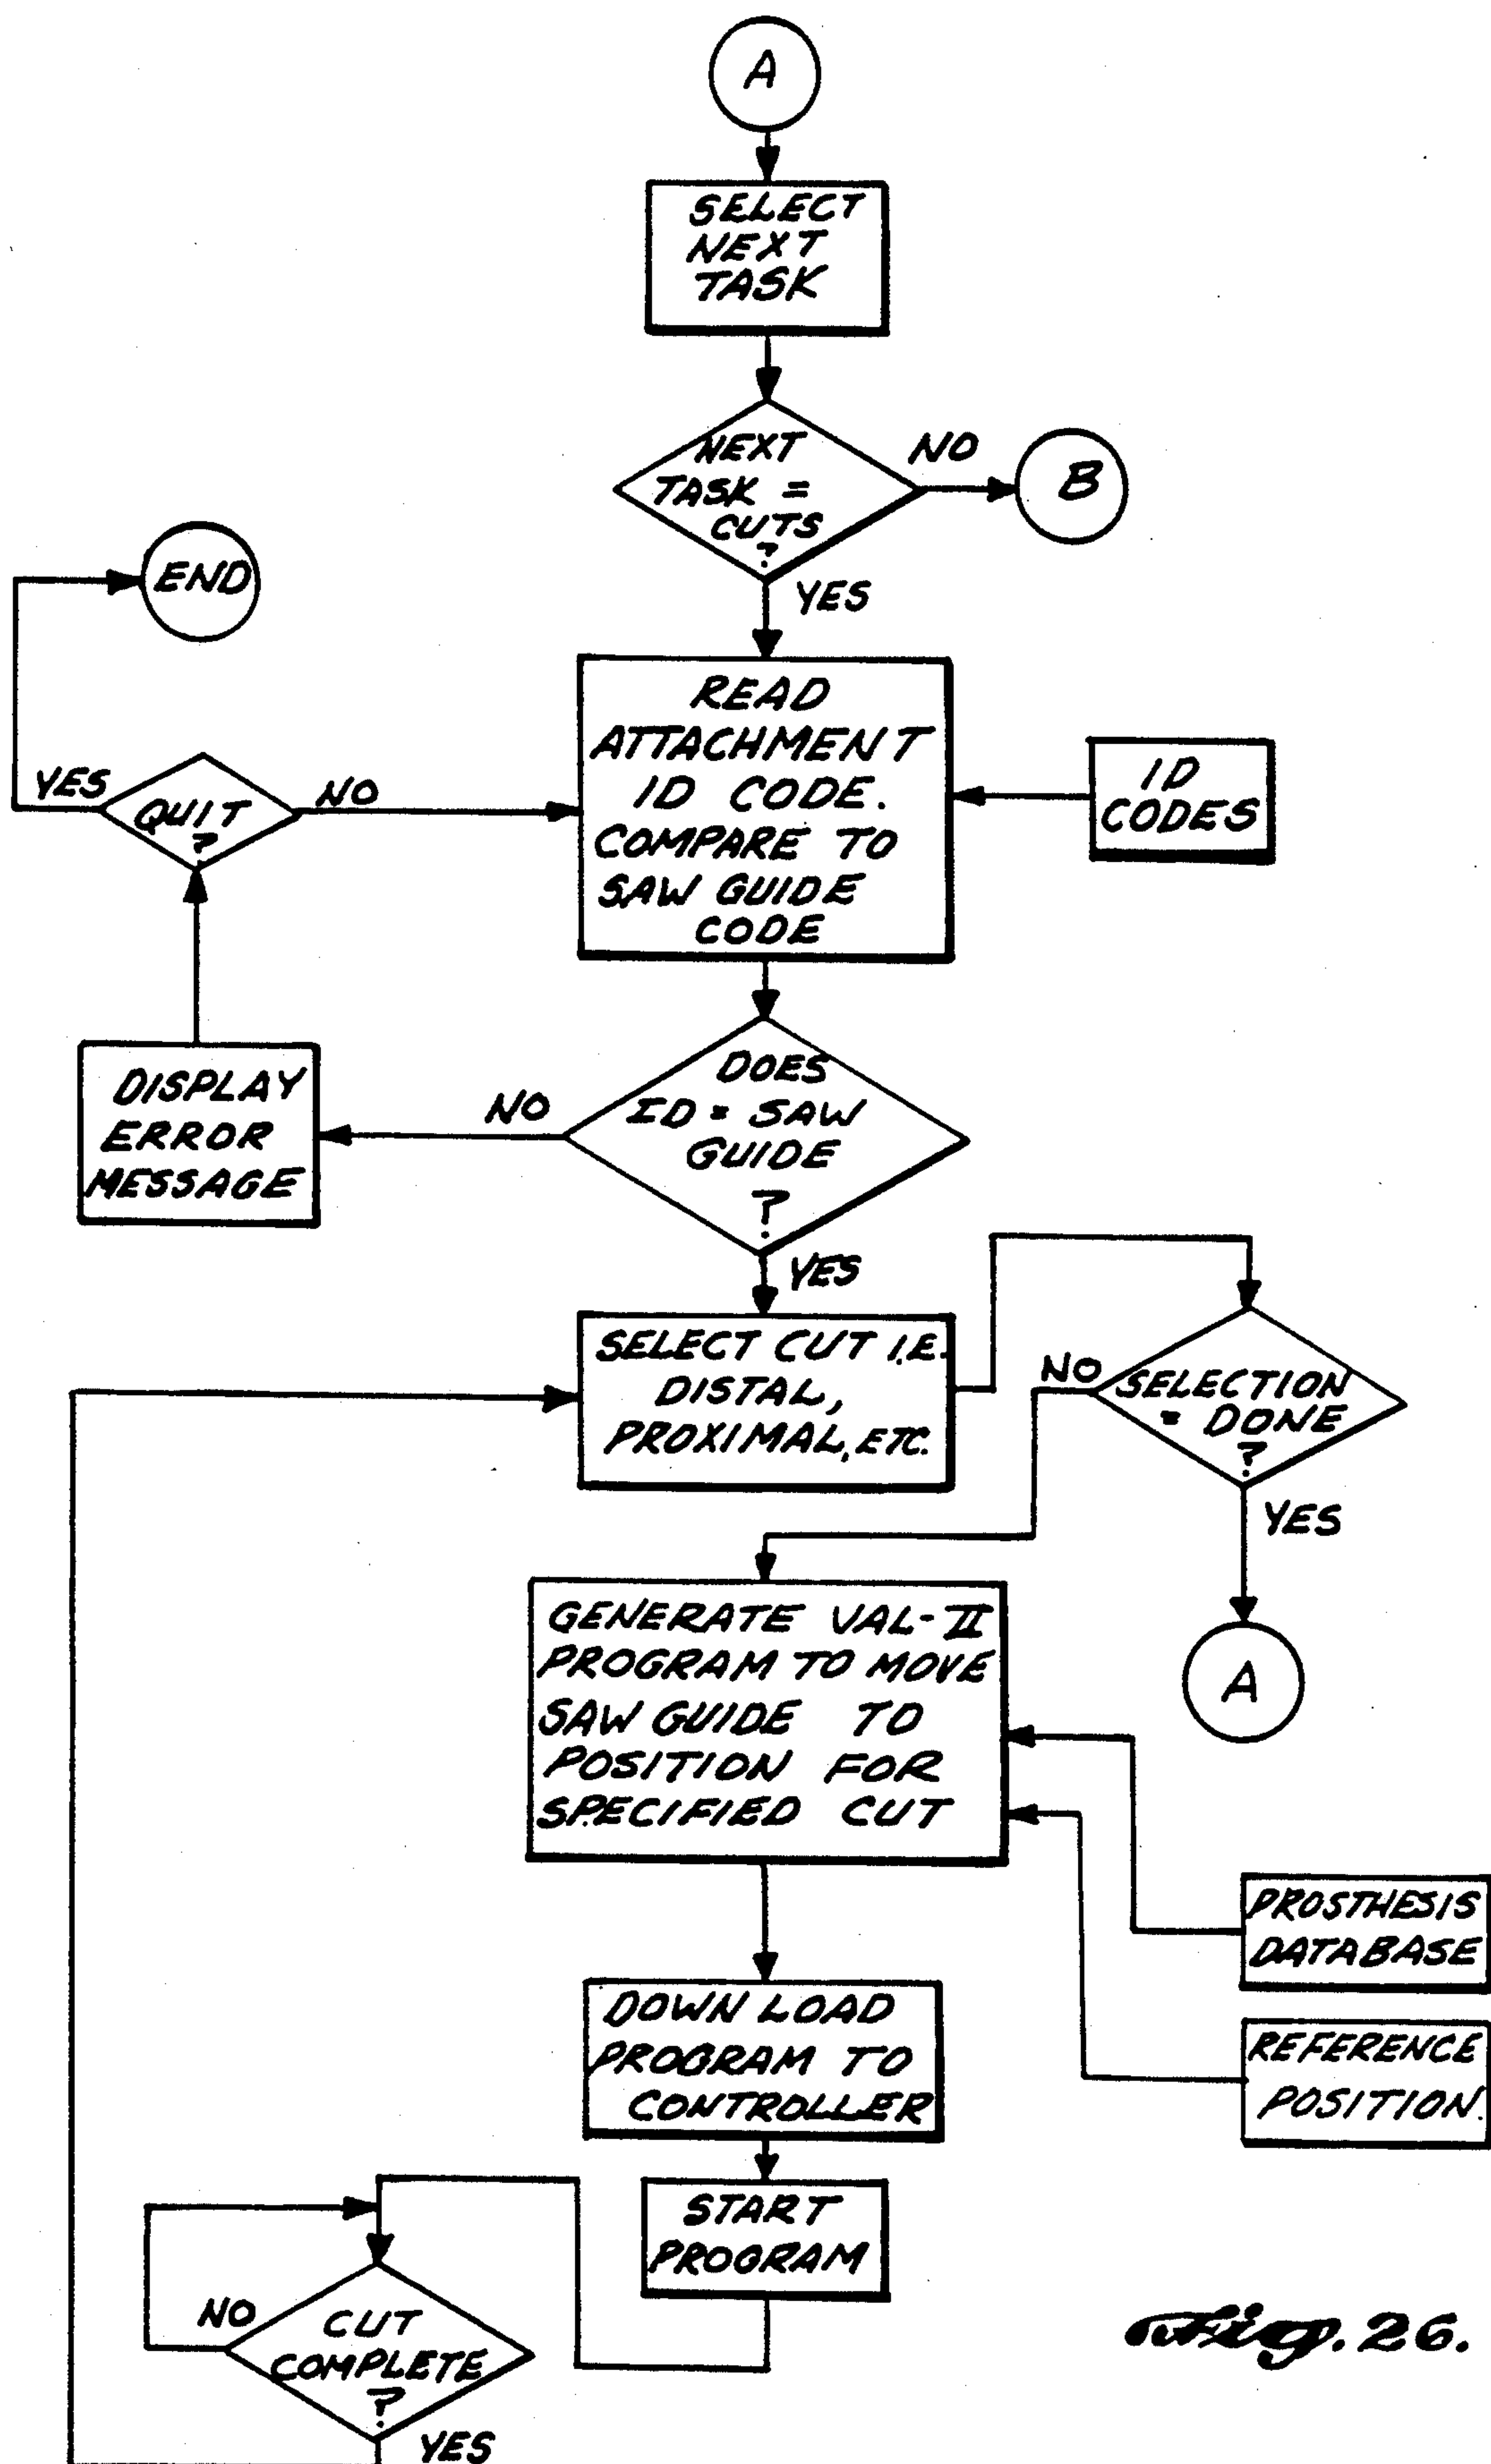 A
SELECT
NEXT
TASK
NEXT
TASK =
CUTS
?
NO
B
YES
END
READ
ATTACHMENT
ID CODE.
COMPARE TO
SAW GUIDE
CODE
ID
CODES
YES
QUIT
?
NO
DISPLAY
ERROR
MESSAGE
NO
DOES
ID = SAW
GUIDE
?
YES
SELECT CUT I.E.
DISTAL,
PROXIMAL, ETC.
NO
SELECTION
= DONE
?
YES
A
GENERATE VAL-II
PROGRAM TO MOVE
SAW GUIDE TO
POSITION FOR
SPECIFIED CUT
PROSTHESIS
DATABASE
REFERENCE
POSITION.
DOWN LOAD
PROGRAM TO
CONTROLLER
START
PROGRAM
NO
CUT
COMPLETE
?
YES
Fig. 26.